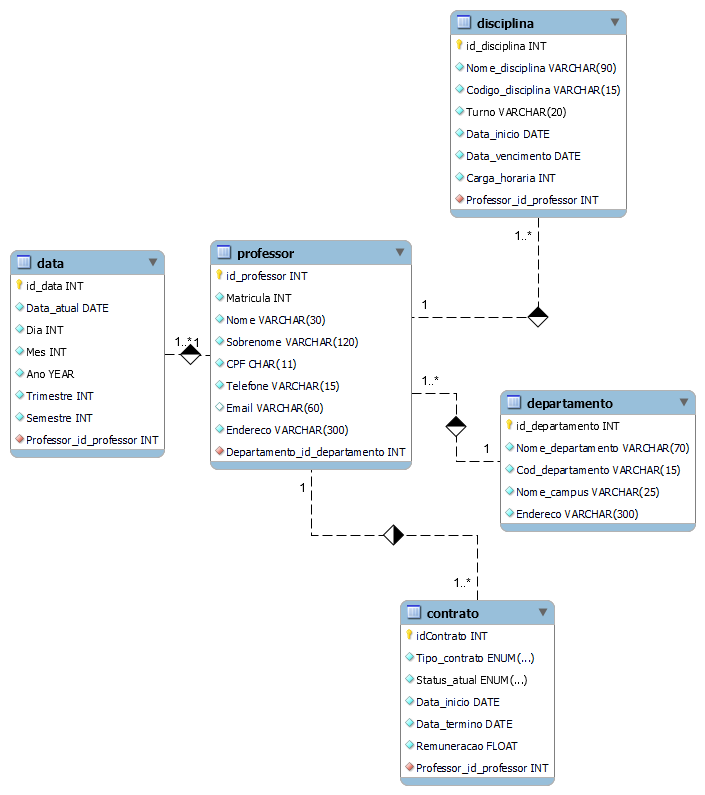 disciplina
id_disciplina INT
Nome_disciplina VARCHAR(90)
Codigo_disciplina VARCHAR(15)
Turno VARCHAR(20)
Data_inicio DATE
Data_vencimento DATE
Carga_horaria INT
Professor_id_professor INT
1..*
1
data
id_data INT
Data_atual DATE
Dia INT
Mes INT
Ano YEAR
Trimestre INT
Semestre INT
Professor_id_professor INT
1..*
1
professor
id_professor INT
Matricula INT
Nome VARCHAR(30)
Sobrenome VARCHAR(120)
CPF CHAR(11)
Telefone VARCHAR(15)
Email VARCHAR(60)
Endereco VARCHAR(300)
Departamento_id_departamento INT
1..*
1
departamento
id_departamento INT
Nome_departamento VARCHAR(70)
Cod_departamento VARCHAR(15)
Nome_campus VARCHAR(25)
Endereco VARCHAR(300)
1
1..*
contrato
idContrato INT
Tipo_contrato ENUM(...)
Status_atual ENUM(...)
Data_inicio DATE
Data_termino DATE
Remuneracao FLOAT
Professor_id_professor INT